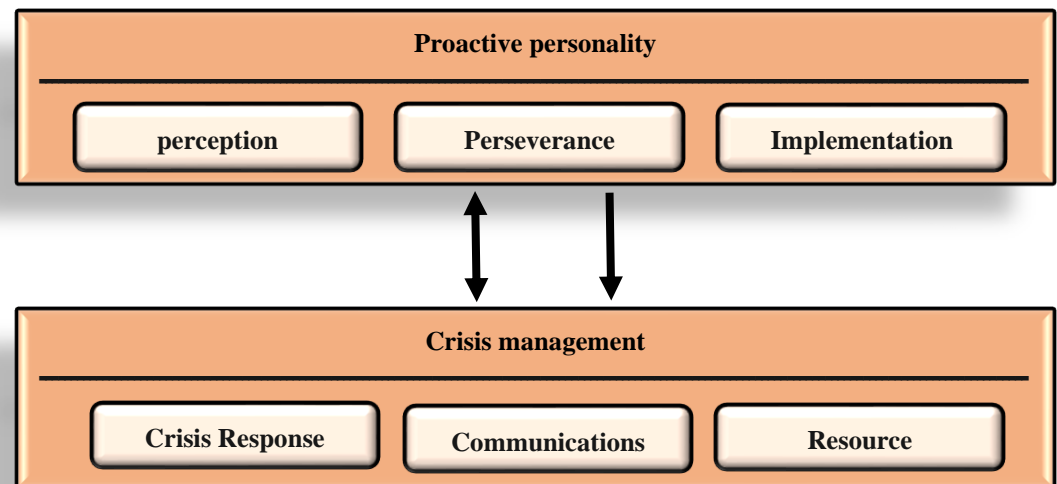 Proactive personality
perception
Perseverance
Implementation
Crisis management
Crisis Response
Communications
Resource